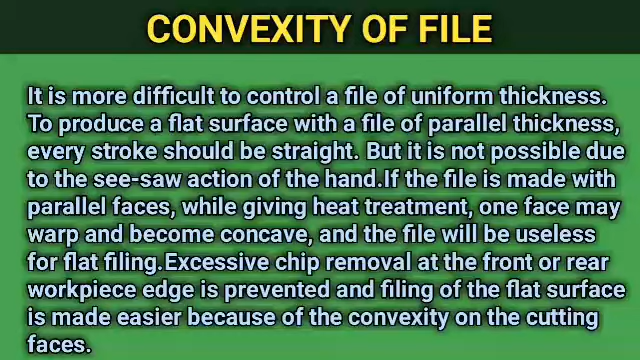 CONVEXITY OF FILE
It is more difficult to control a file of uniform thickness.
To produce a flat surface with a file of parallel thickness,
every stroke should be straight. But it is not possible due
to the see-saw action of the hand.If the file is made with
parallel faces, while giving heat treatment, one face may
warp and become concave, and the file will be useless
for flat filing.Excessive chip removal at the front or rear
workpiece edge is prevented and filing of the flat surface
is made easier because of the convexity on the cutting
faces.